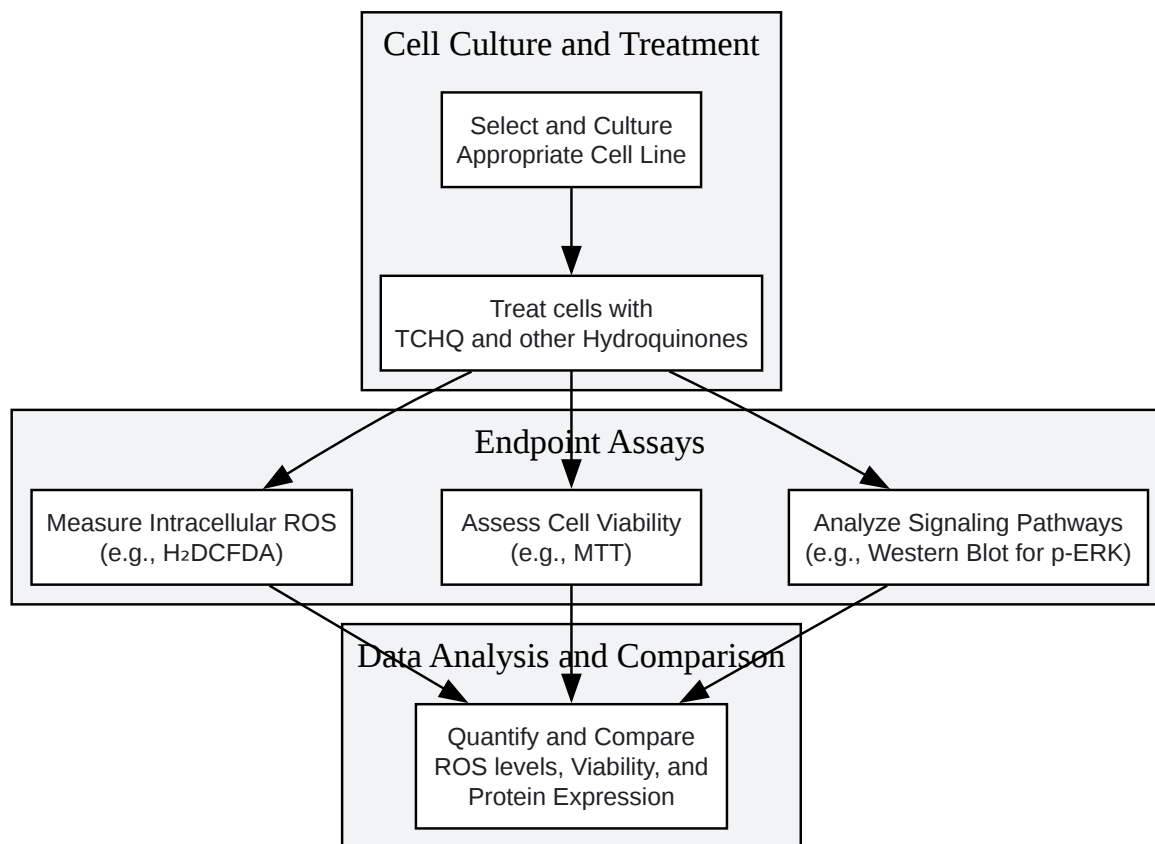 Cell Culture and Treatment
Select and Culture
Appropriate Cell Line
Treat cells with
TCHQ and other Hydroquinones
Endpoint Assays
Measure Intracellular ROS
(e.g., H₂DCFDA)
Assess Cell Viability
(e.g., MTT)
Analyze Signaling Pathways
(e.g., Western Blot for p-ERK)
Data Analysis and Comparison
Quantify and Compare
ROS levels, Viability, and
Protein Expression